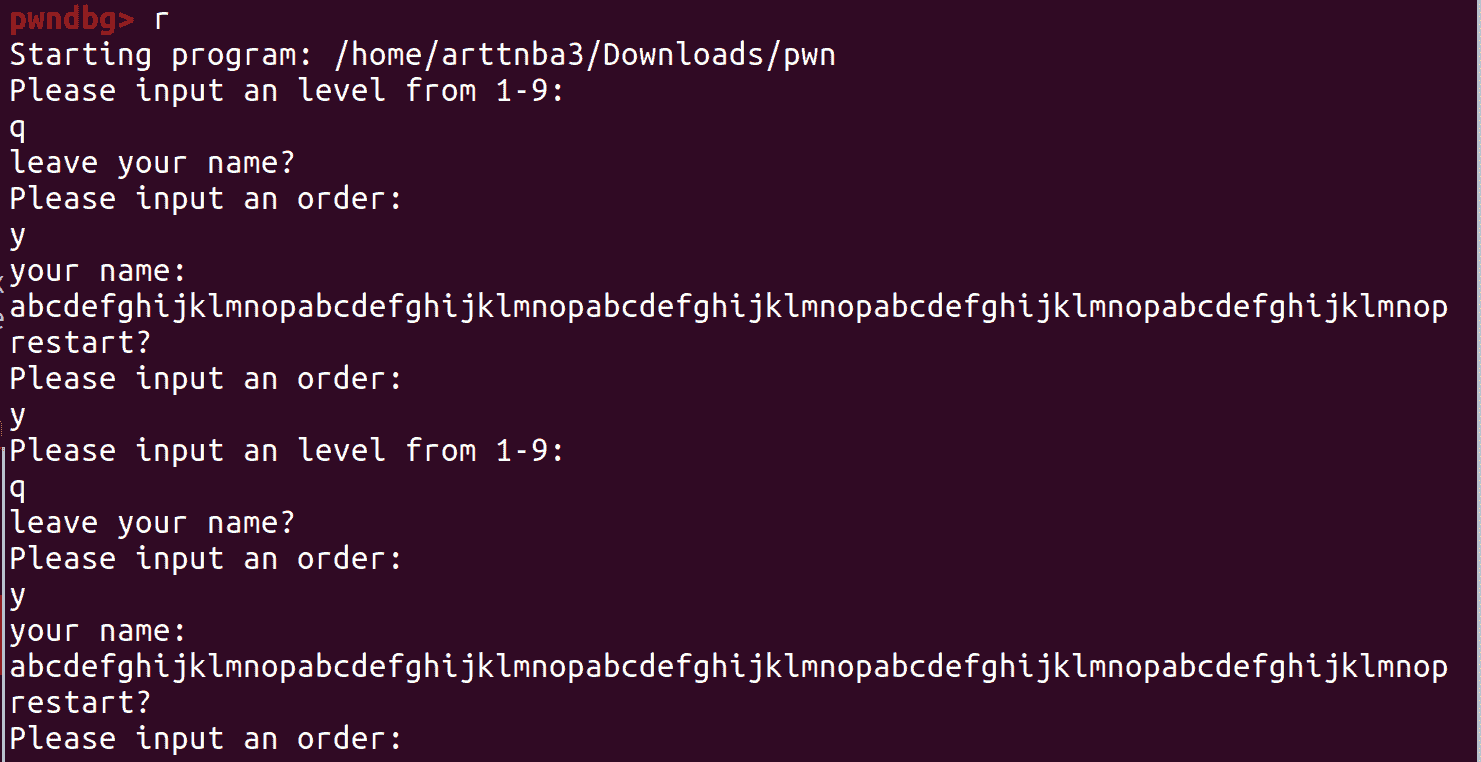 pwndbg> r
Starting program: /home/arttnba3/Downloads/pwn
Please input an level from 1-9:
q
leave your name?
Please input an order:
y
your name:
abcdefghijklmnopabcdefghijklmnopabcdefghijklmnopabcdefghijklmnopabcdefghijklmnop
restart?
Please input an order:
y
Please input an level from 1-9:
q
leave your name?
Please input an order:
y
your name:
abcdefghijklmnopabcdefghijklmnopabcdefghijklmnopabcdefghijklmnopabcdefghijklmnop
restart?
Please input an order: